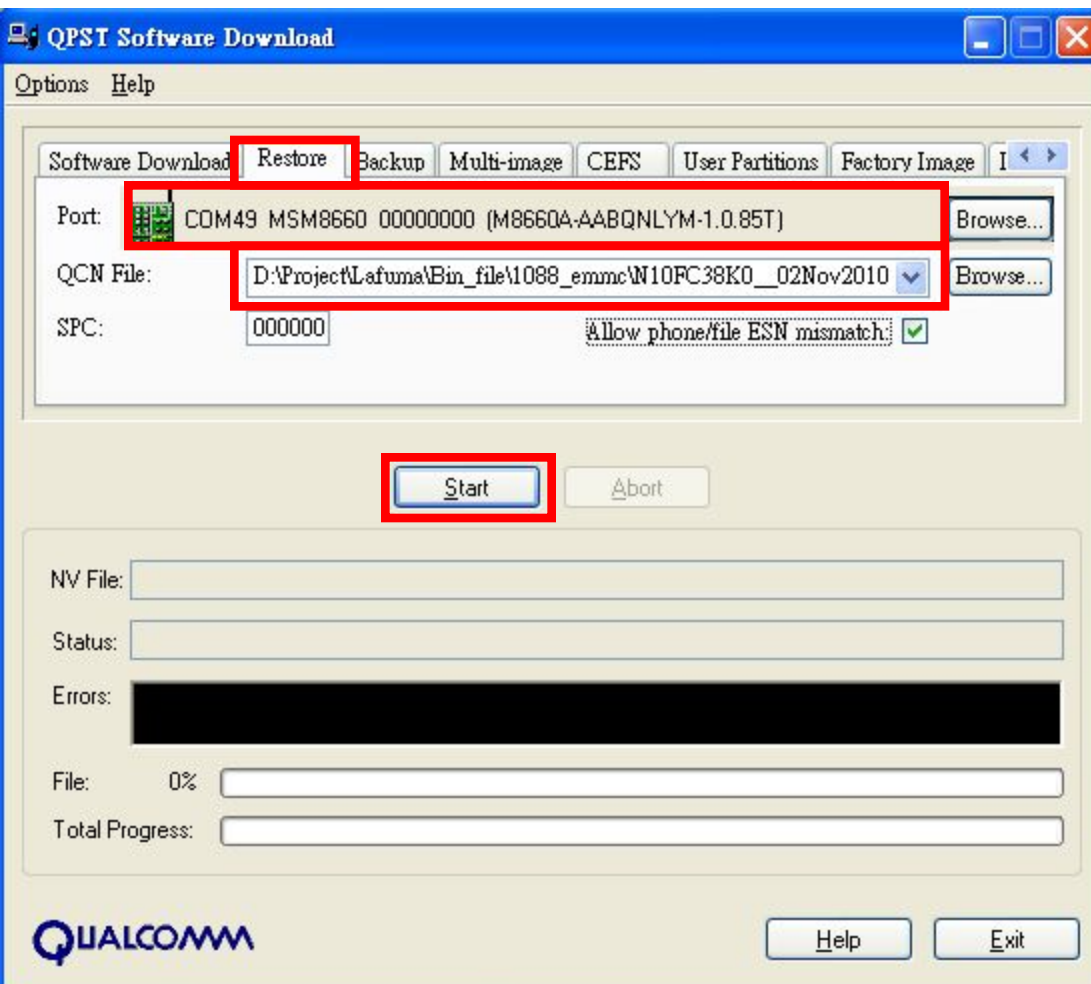 QPST Software Download
Options Help
Software Download Restore Backup Multi-image CEFS User Partitions Factory Image I
Port: COM49 MSM8660 00000000 (M8660A-AABQNLYM-1.0.85T) Browse...
QCN File: D:\Project\Lafuma\Bin_file\1088_emmc\N10FC38K0__02Nov2010 Browse...
SPC: 000000 Allow phone/file ESN mismatch:
Start Abort
NV File:
Status:
Errors:
File: 0%
Total Progress:
QUALCOMM Help Exit